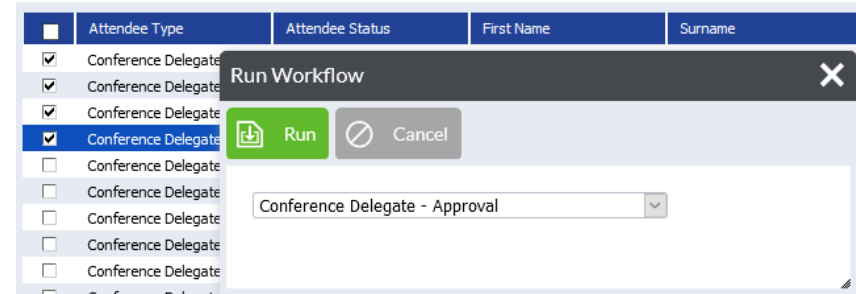 Attendee Type Attendee Status First Name Surname
Conference Delegate
Conference Delegate
Conference Delegate
Conference Delegate
Conference Delegate
Conference Delegate
Conference Delegate
Conference Delegate
Conference Delegate
Run Workflow
Run Cancel
Conference Delegate - Approval